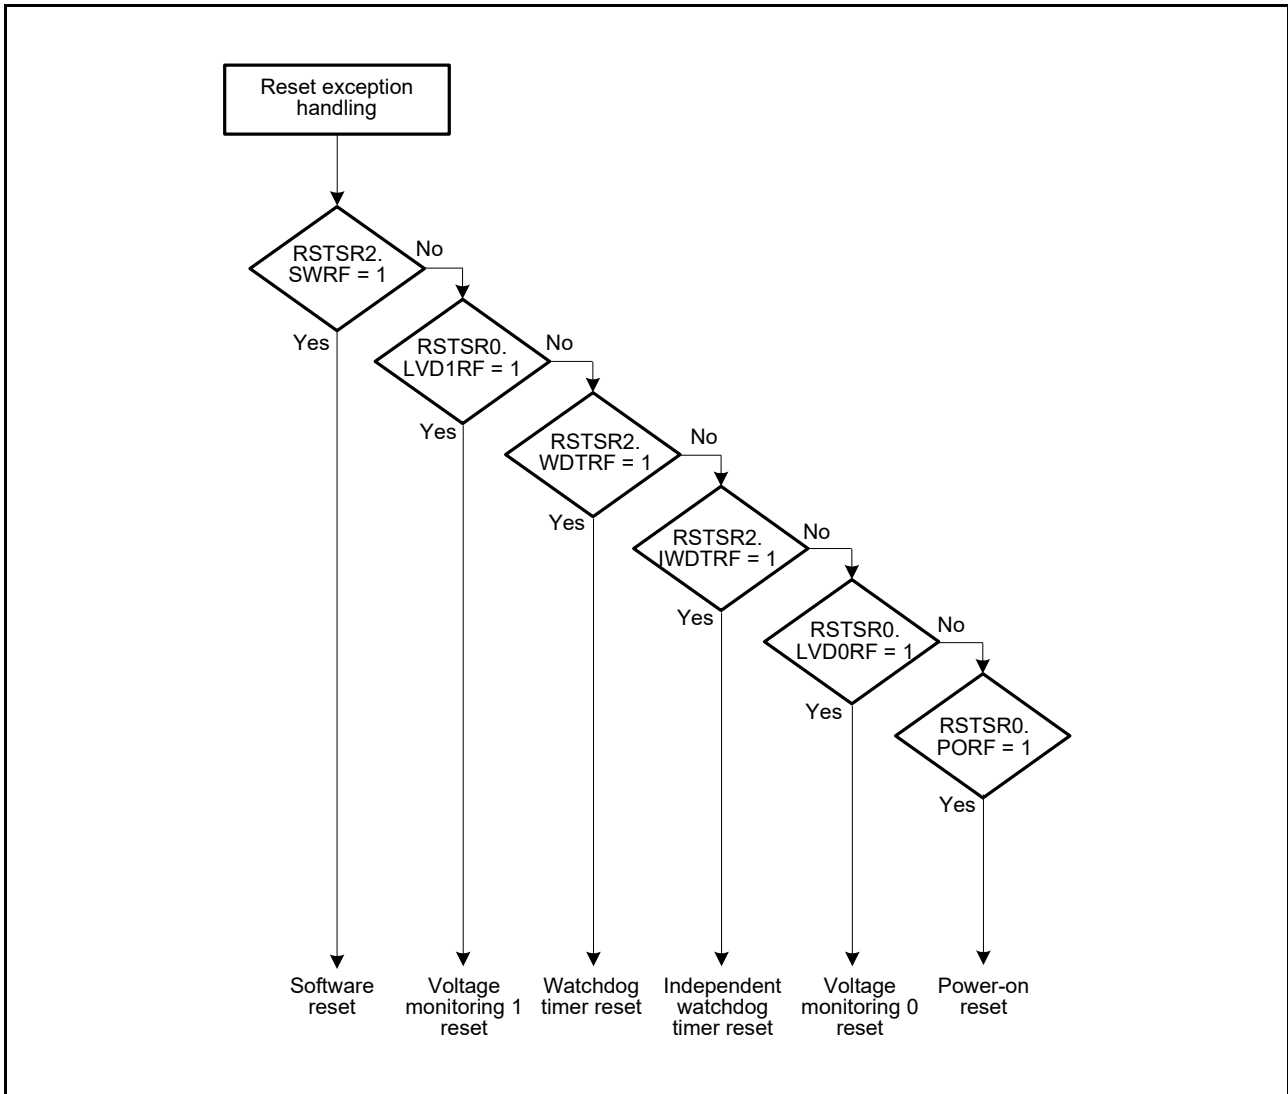 Reset exception
handling
RSTSR2.
SWRF = 1
No
Yes
RSTSR0.
LVD1RF = 1
No
Yes
RSTSR2.
WDTRF = 1
No
Yes
RSTSR2.
IWDTRF = 1
No
Yes
RSTSR0.
LVD0RF = 1
No
Yes
RSTSR0.
PORF = 1
Yes
Software
reset
Voltage
monitoring 1
reset
Watchdog
timer reset
Independent
watchdog
timer reset
Voltage
monitoring 0
reset
Power-on
reset